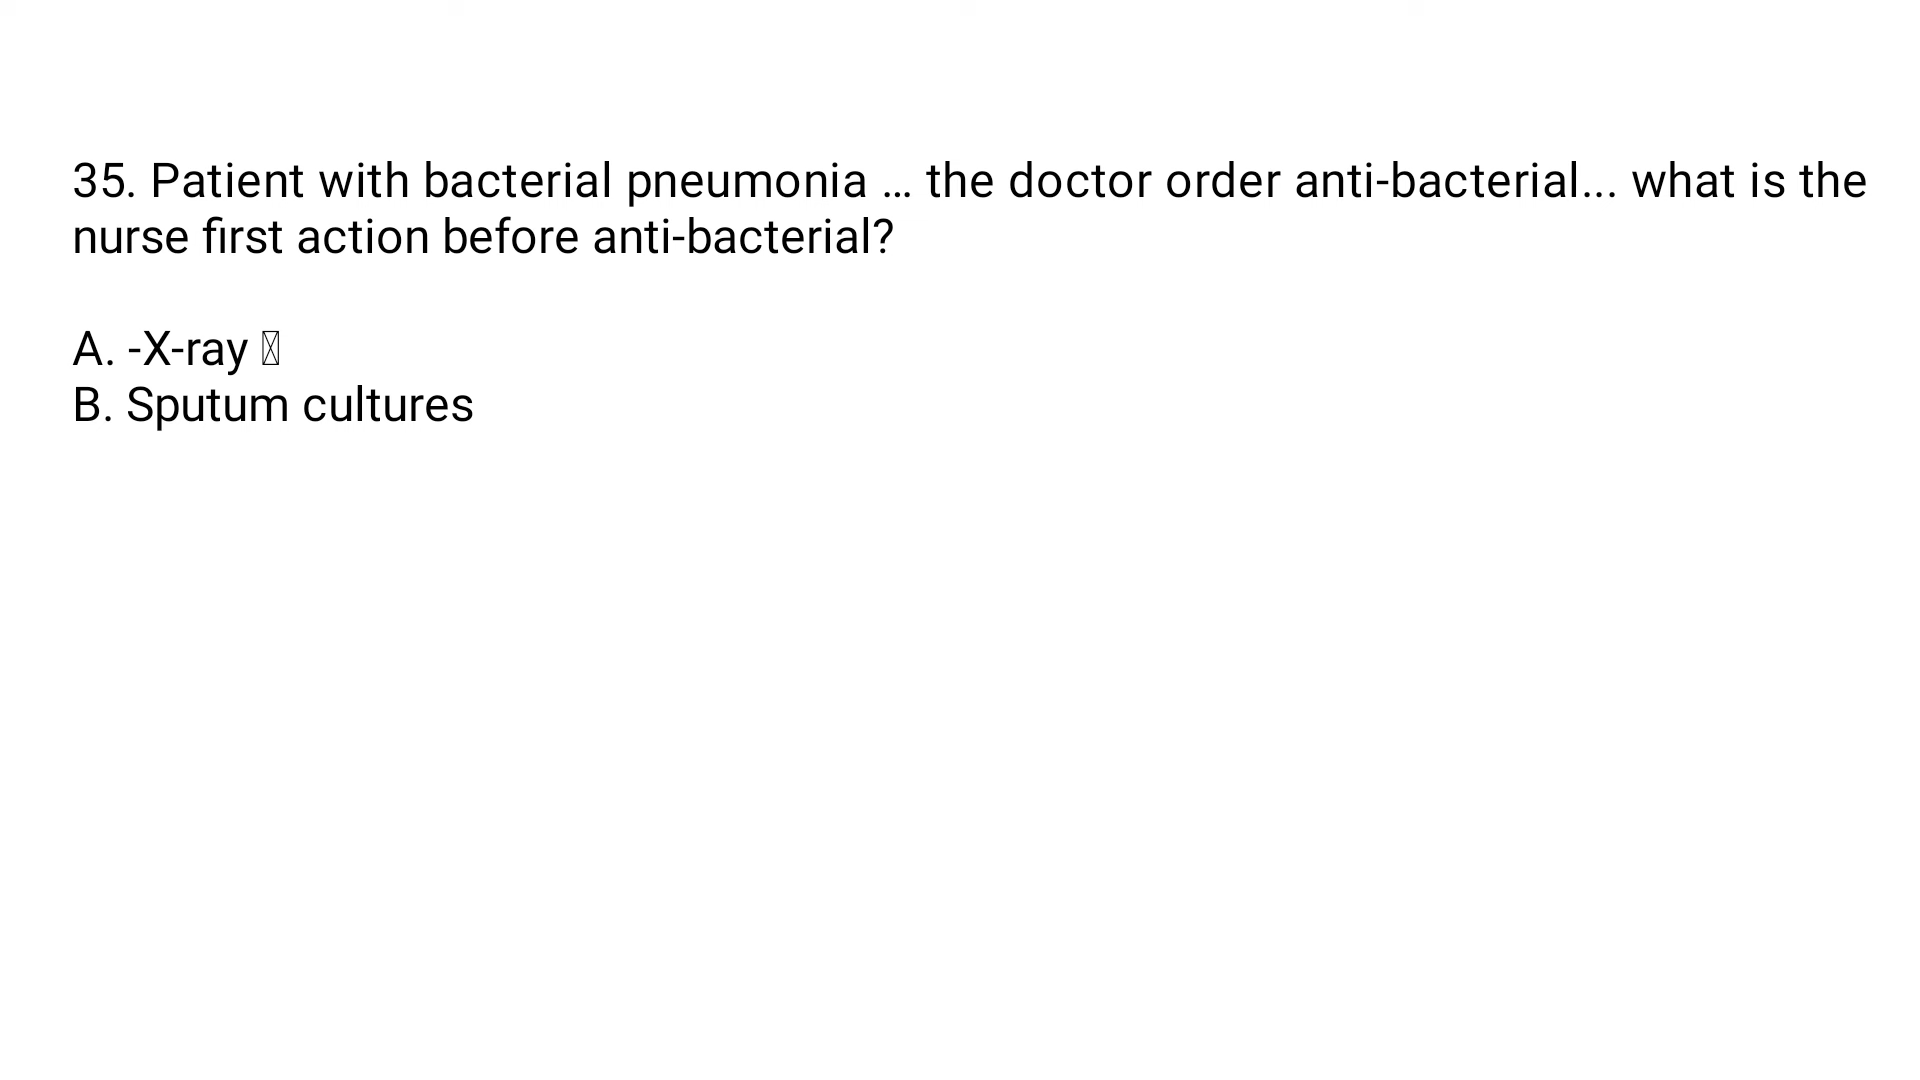 35. Patient with bacterial pneumonia … the doctor order anti-bacterial... what is the
nurse first action before anti-bacterial?
A. -X-ray
B. Sputum cultures